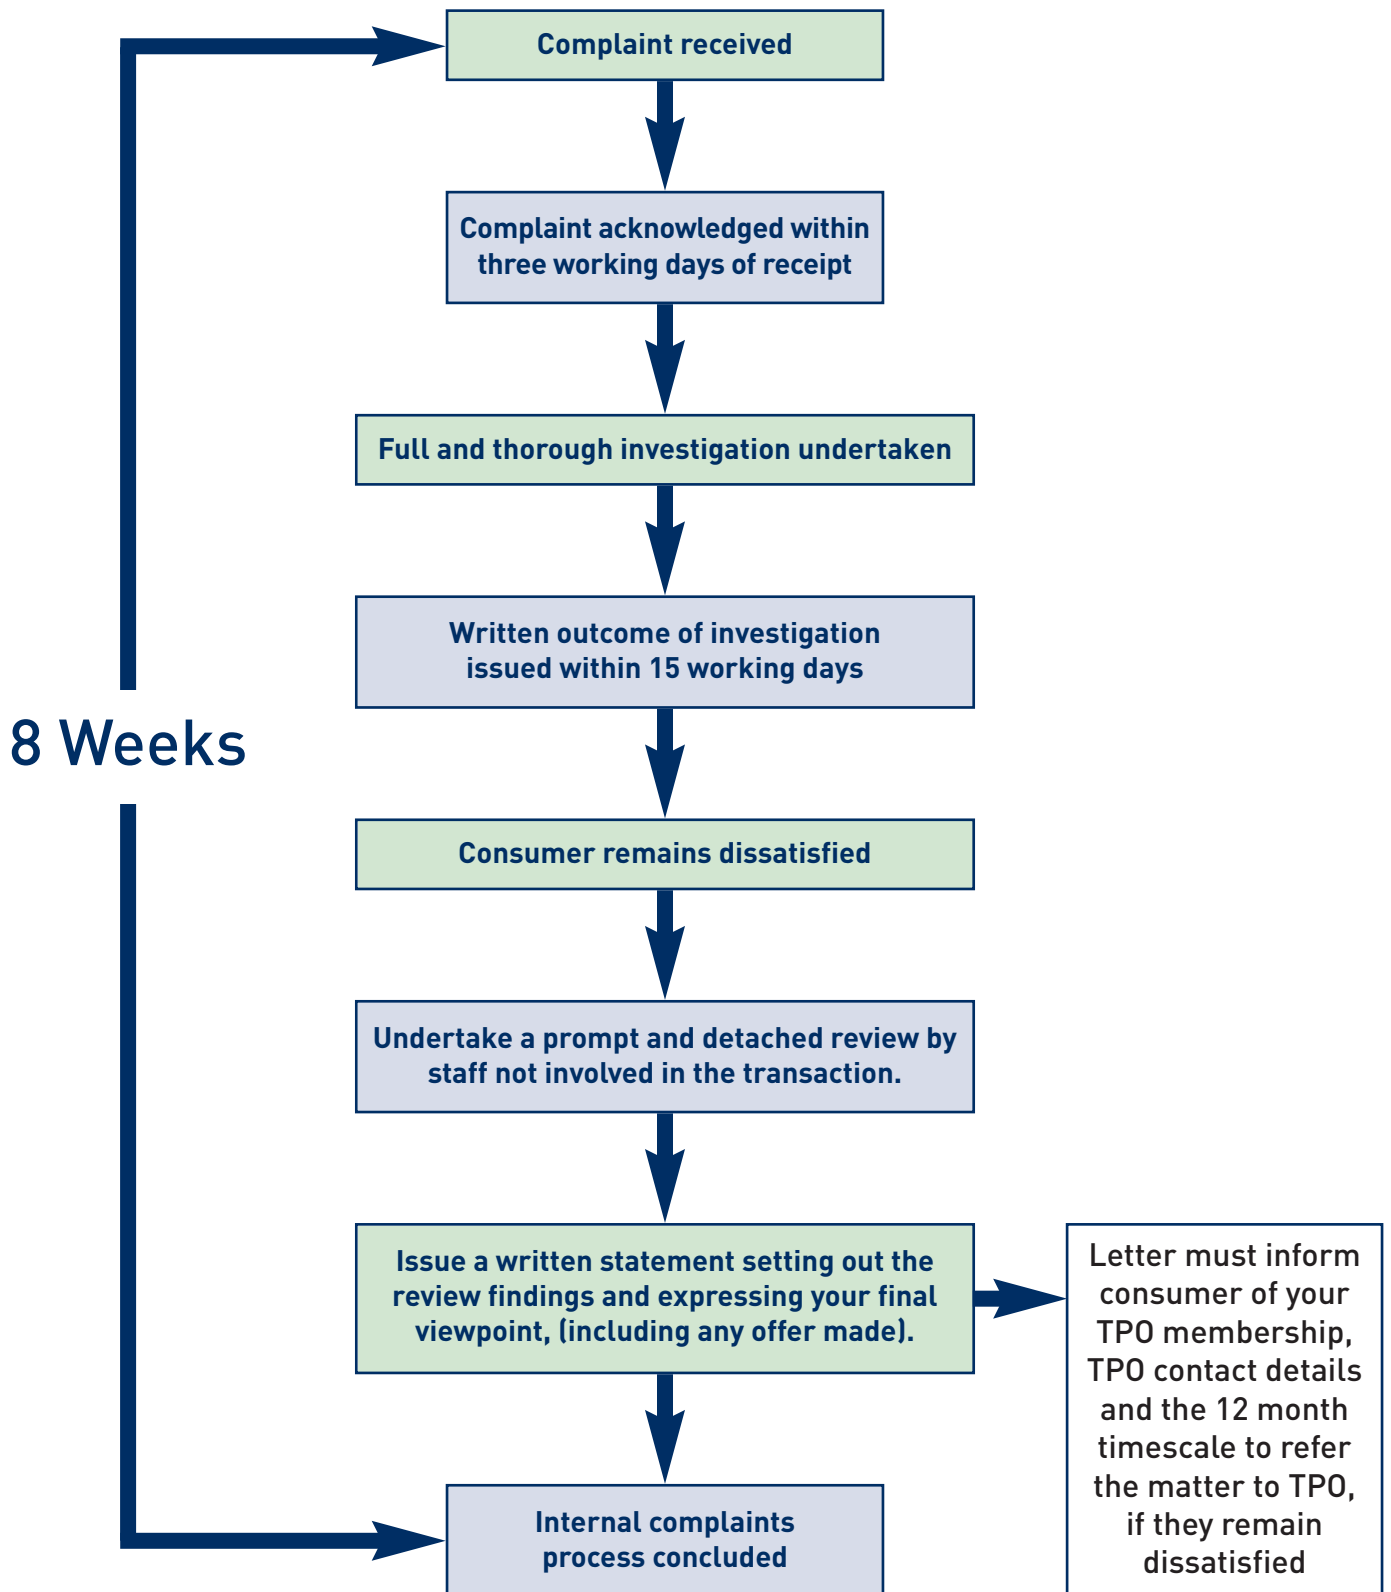 Complaint received
Complaint acknowledged within
three working days of receipt
Full and thorough investigation undertaken
Written outcome of investigation
issued within 15 working days
8 Weeks
Consumer remains dissatisfied
Undertake a prompt and detached review by
staff not involved in the transaction.
Issue a written statement setting out the
review findings and expressing your final
viewpoint, (including any offer made).
Letter must inform
consumer of your
TPO membership,
TPO contact details
and the 12 month
timescale to refer
the matter to TPO,
if they remain
dissatisfied
Internal complaints
process concluded